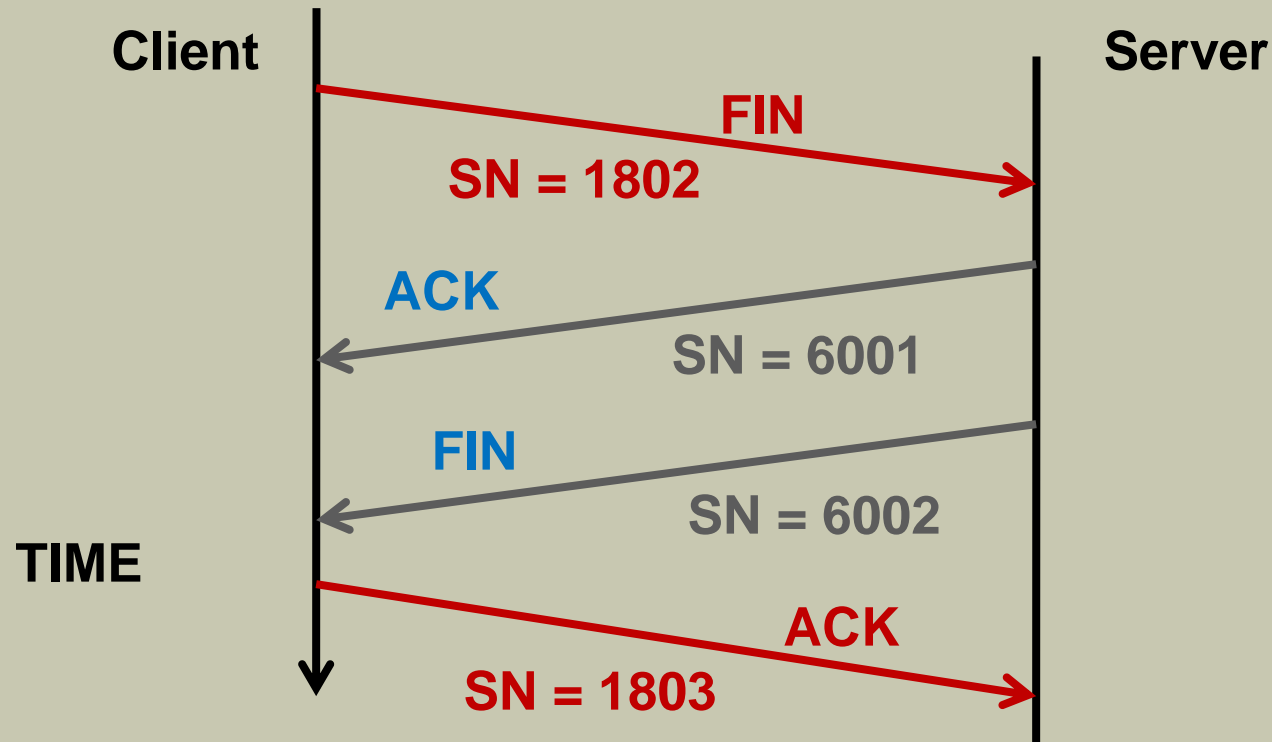 Client
Server
FIN
SN = 1802
ACK
SN = 6001
FIN
SN = 6002
TIME
ACK
SN = 1803